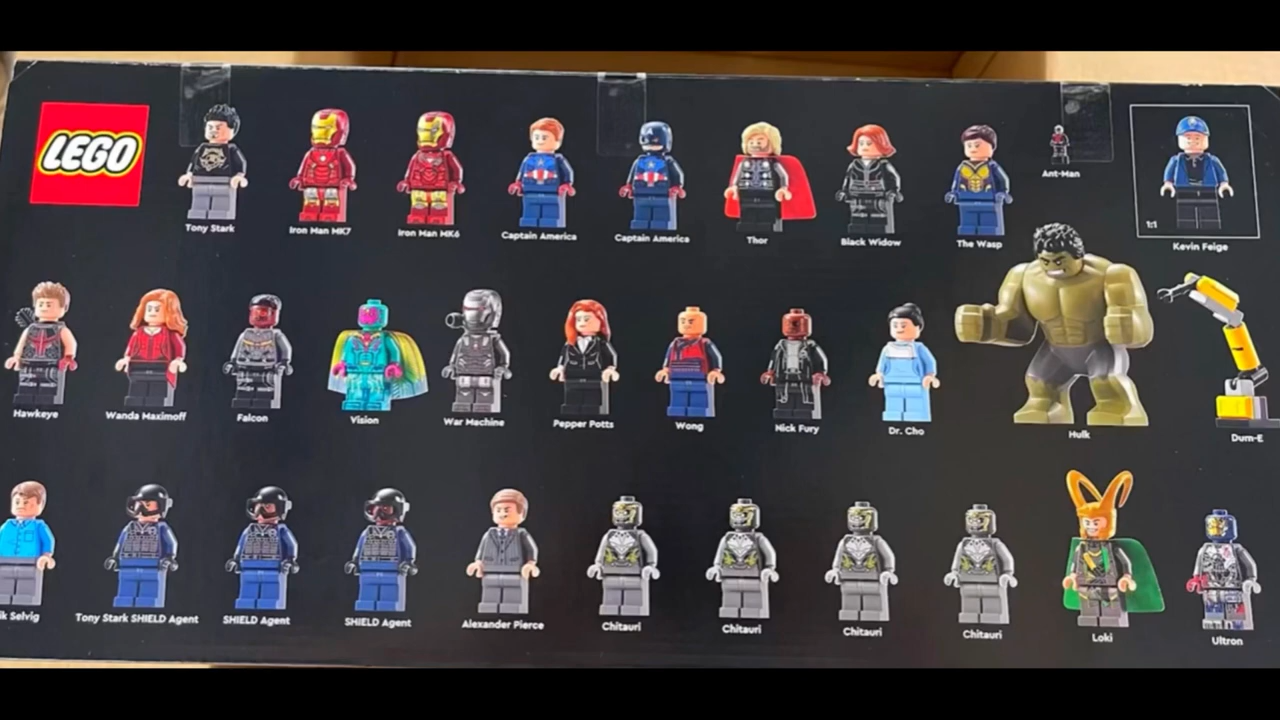 LEGO
Tony Stark
Iron Man MK7
Iron Man MK6
Captain America
Captain America
Thor
Black Widow
The Wasp
Ant-Man
1:1
Kevin Feige
Hawkeye
Wanda Maximoff
Falcon
Vision
War Machine
Pepper Potts
Wong
Nick Fury
Dr. Cho
Hulk
Dum-E
ik Selvig
Tony Stark SHIELD Agent
SHIELD Agent
SHIELD Agent
Alexander Pierce
Chitauri
Chitauri
Chitauri
Chitauri
Loki
Ultron